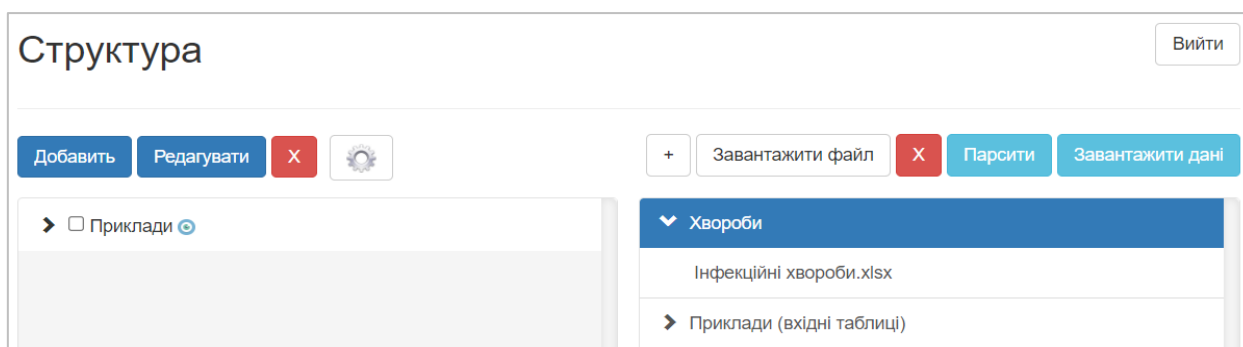 Структура
Вийти
Добавить Редагувати X + Завантажити файл X Парсити Завантажити дані
Приклади
Хвороби
Інфекційні хвороби.xlsx
Приклади (вхідні таблиці)